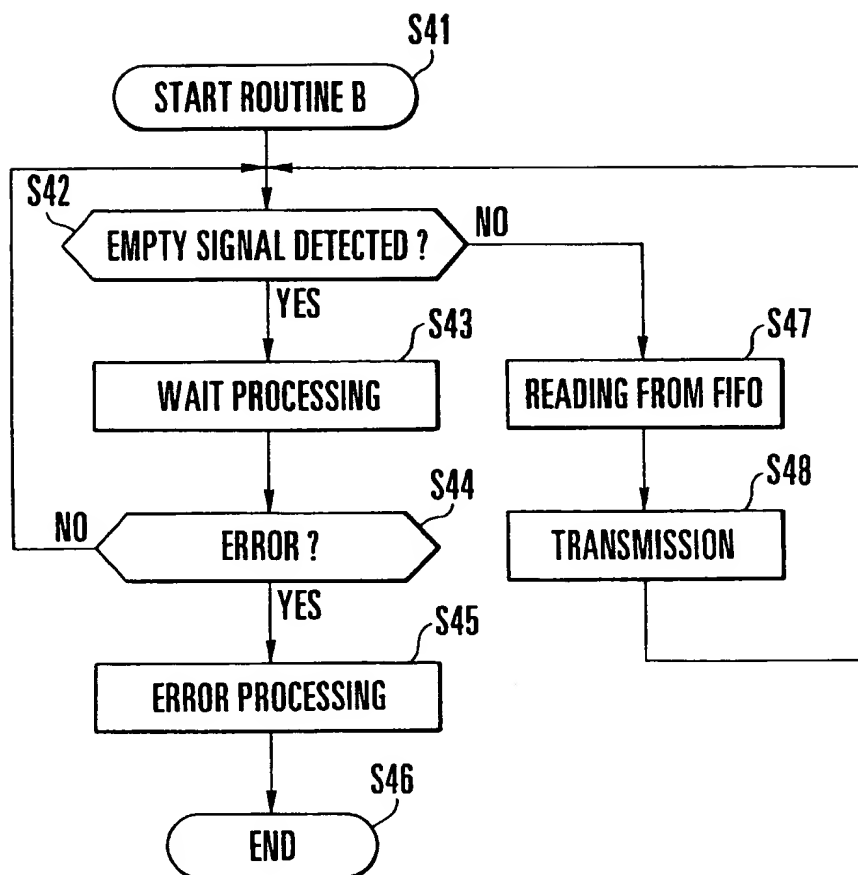 S41
START ROUTINE B
S42
EMPTY SIGNAL DETECTED ?
NO
YES
S43
WAIT PROCESSING
S47
READING FROM FIFO
S44
NO
ERROR ?
YES
S48
TRANSMISSION
S45
ERROR PROCESSING
S46
END